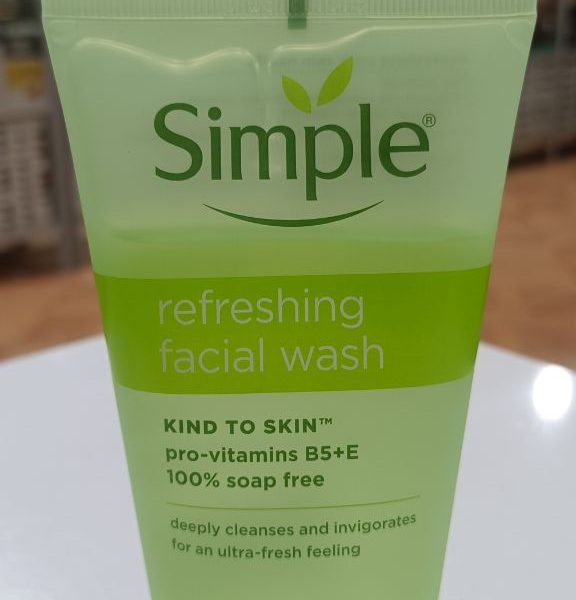 Simple®
refreshing
facial wash
KIND TO SKIN™
pro-vitamins B5+E
100% soap free
deeply cleanses and invigorates
for an ultra-fresh feeling